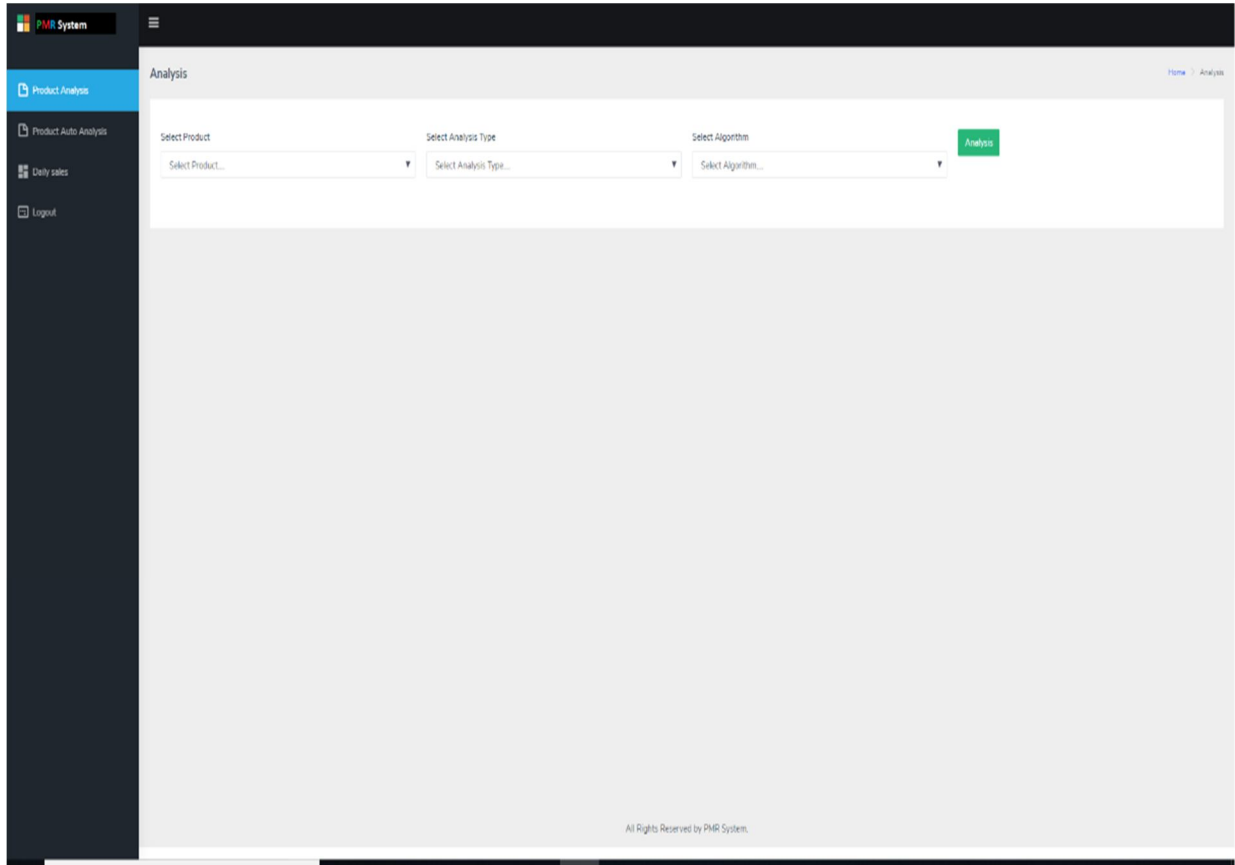 PMR System
Analysis
Home > Analysis
Product Analysis
Product Auto Analysis
Daily sales
Logout
Select Product
Select Analysis Type
Select Algorithm
Analysis
Select Product...
Select Analysis Type...
Select Algorithm...
All Rights Reserved by PMR System.